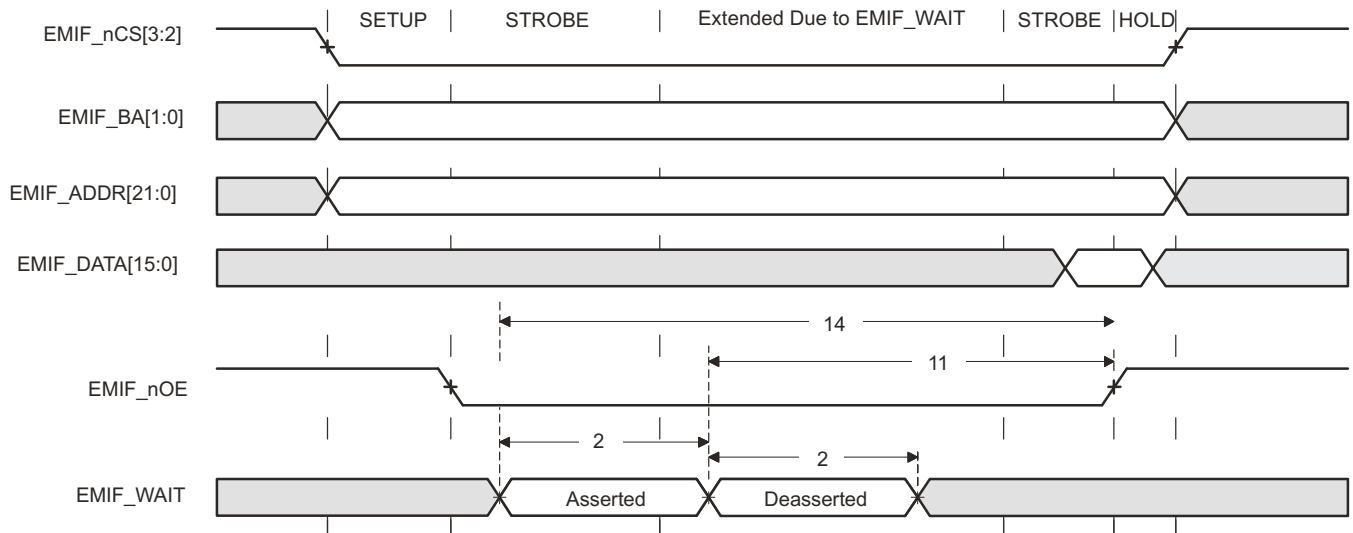 SETUP | STROBE | Extended Due to EMIF_WAIT | STROBE | HOLD
EMIF_nCS[3:2]
EMIF_BA[1:0]
EMIF_ADDR[21:0]
EMIF_DATA[15:0]
14
11
EMIF_nOE
2
2
EMIF_WAIT Asserted Deasserted